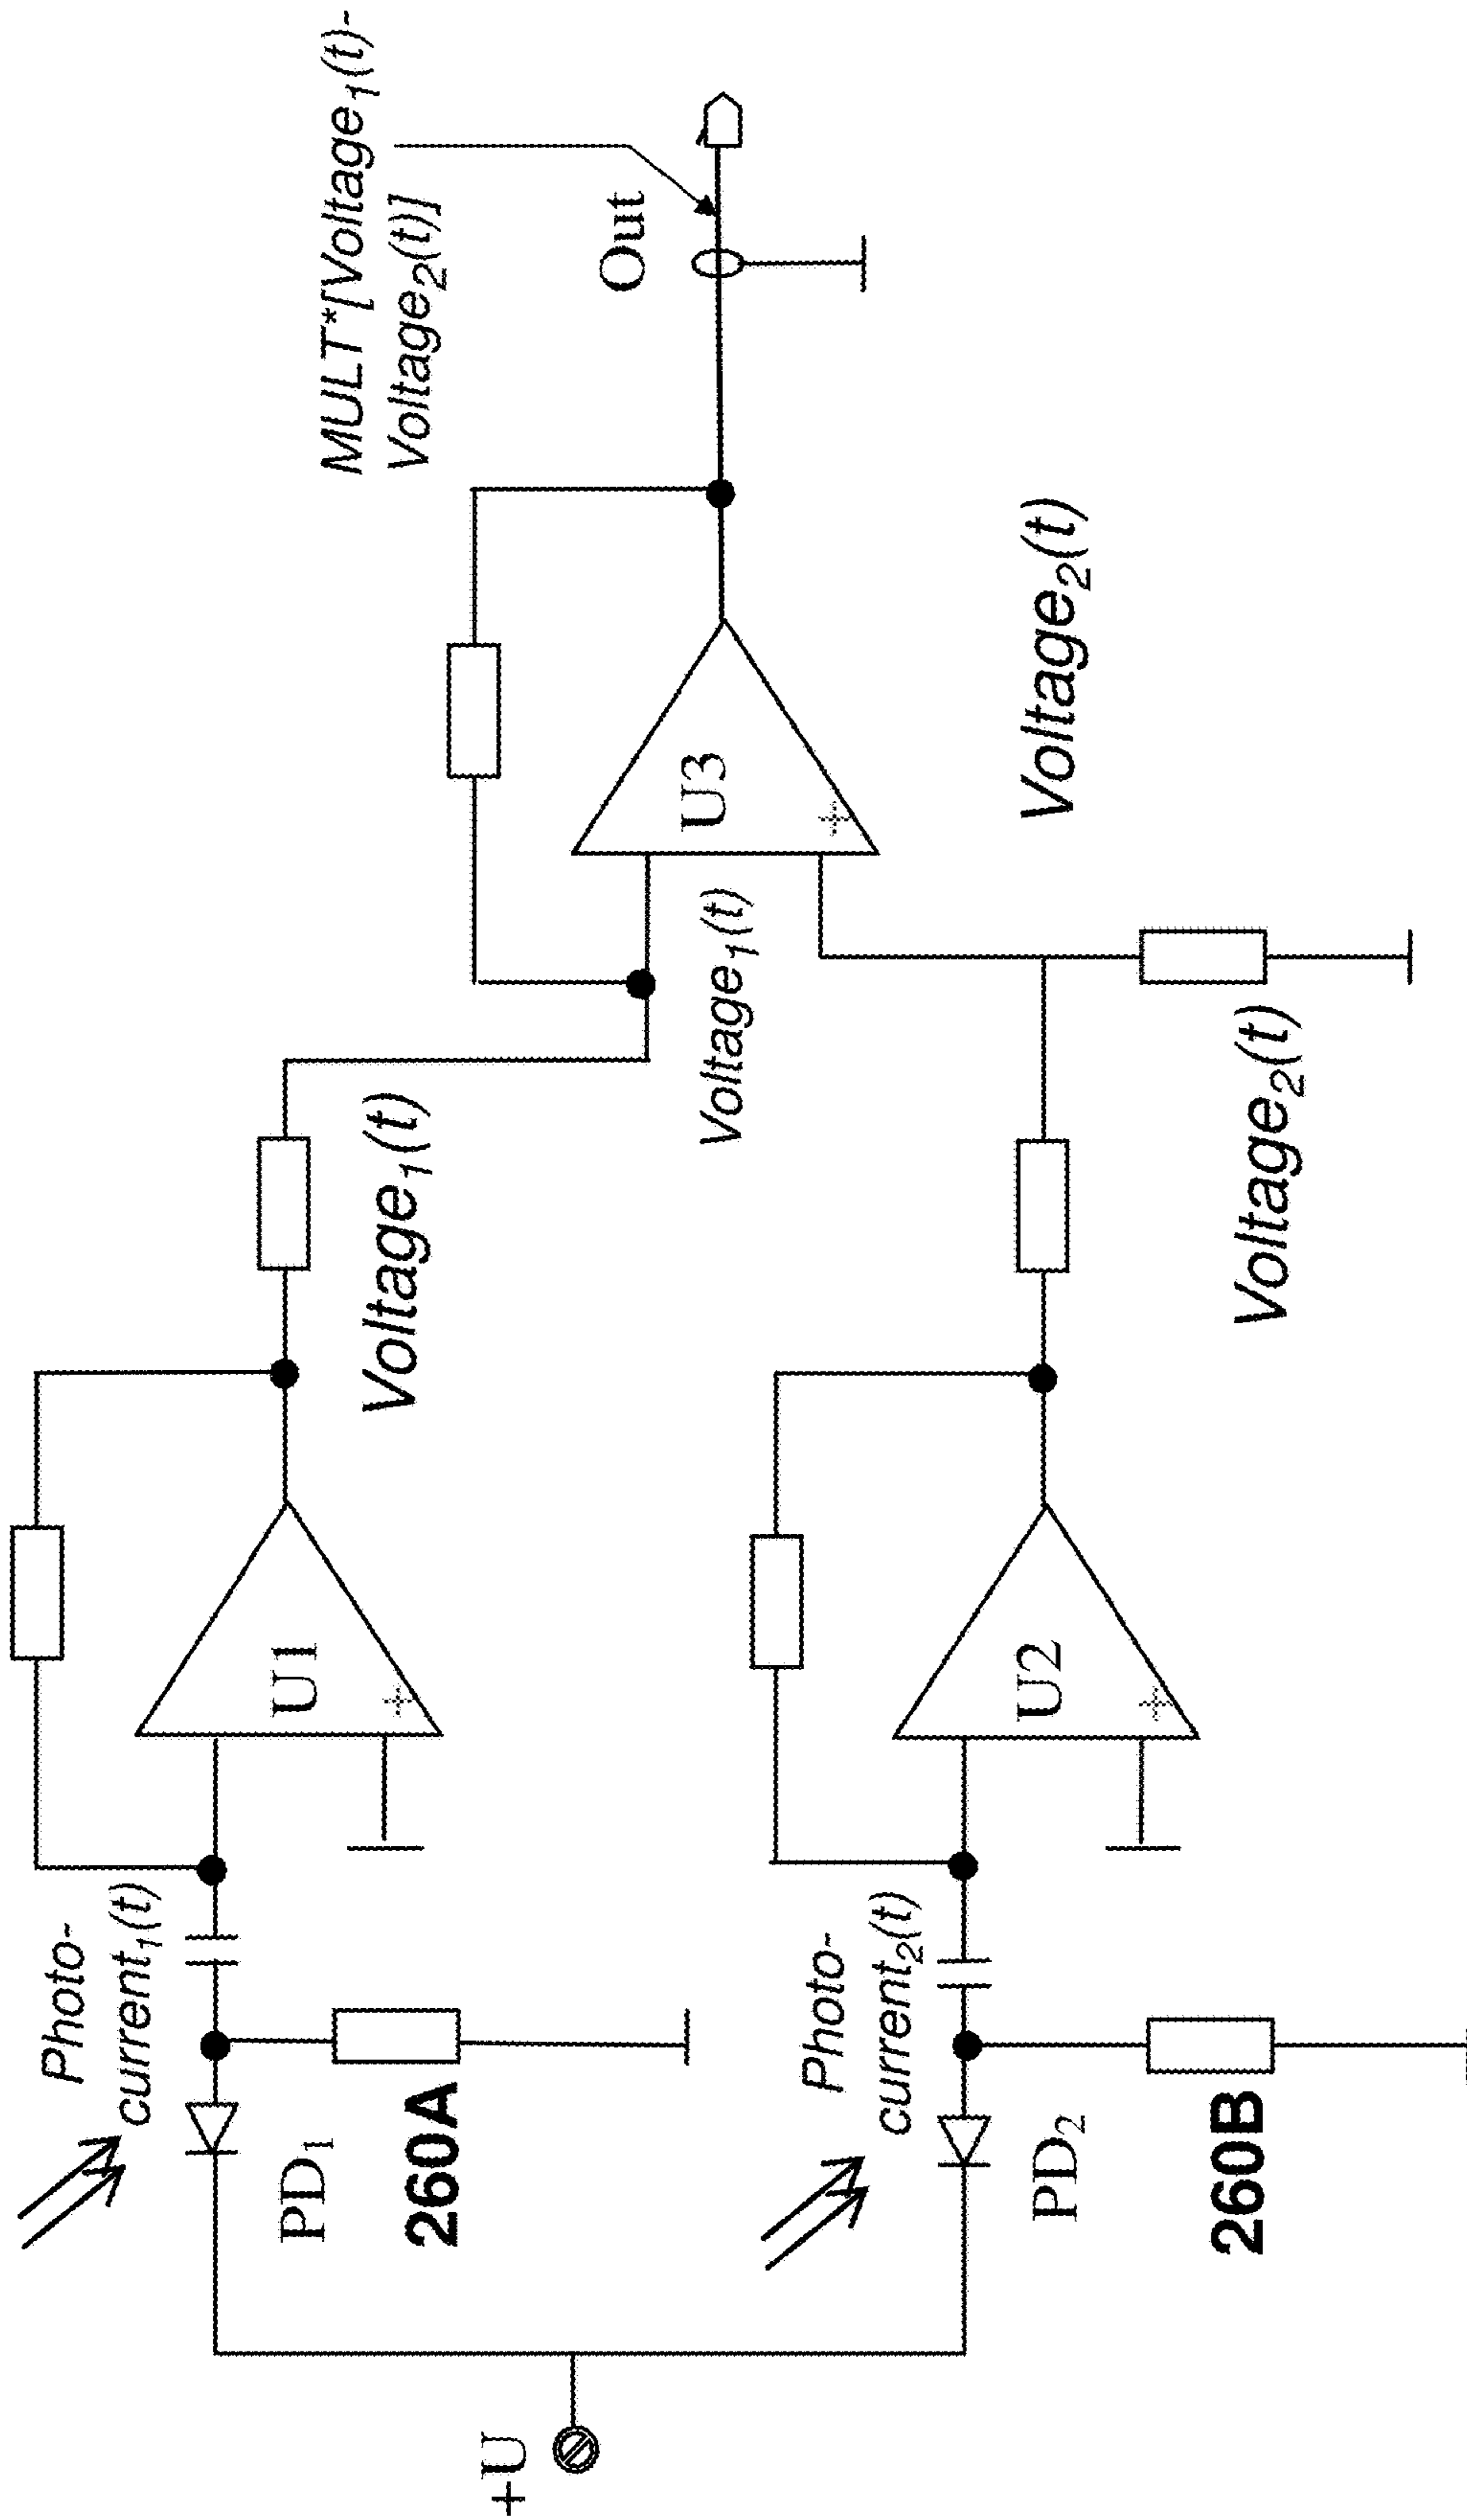 +U
Photo-
current₁(t)
PD₁
260A
U1
+
Voltage₁(t)
Photo-
current₂(t)
PD₂
260B
U2
+
Voltage₂(t)
Voltage₁(t)
U3
+
Voltage₂(t)
Out
MULT*[Voltage₁(t)-
Voltage₂(t)]